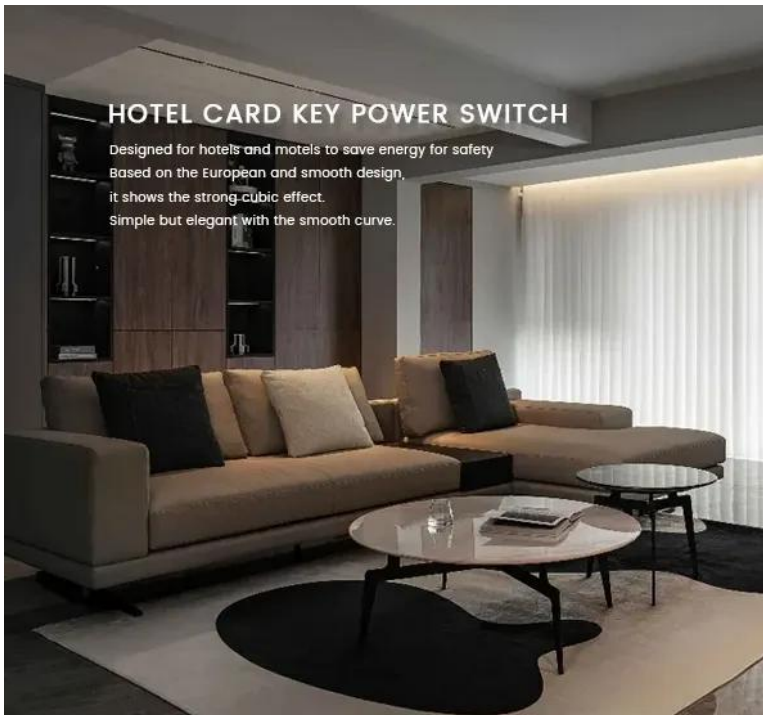 HOTEL CARD KEY POWER SWITCH
Designed for hotels and motels to save energy for safety
Based on the European and smooth design,
it shows the strong cubic effect.
Simple but elegant with the smooth curve.